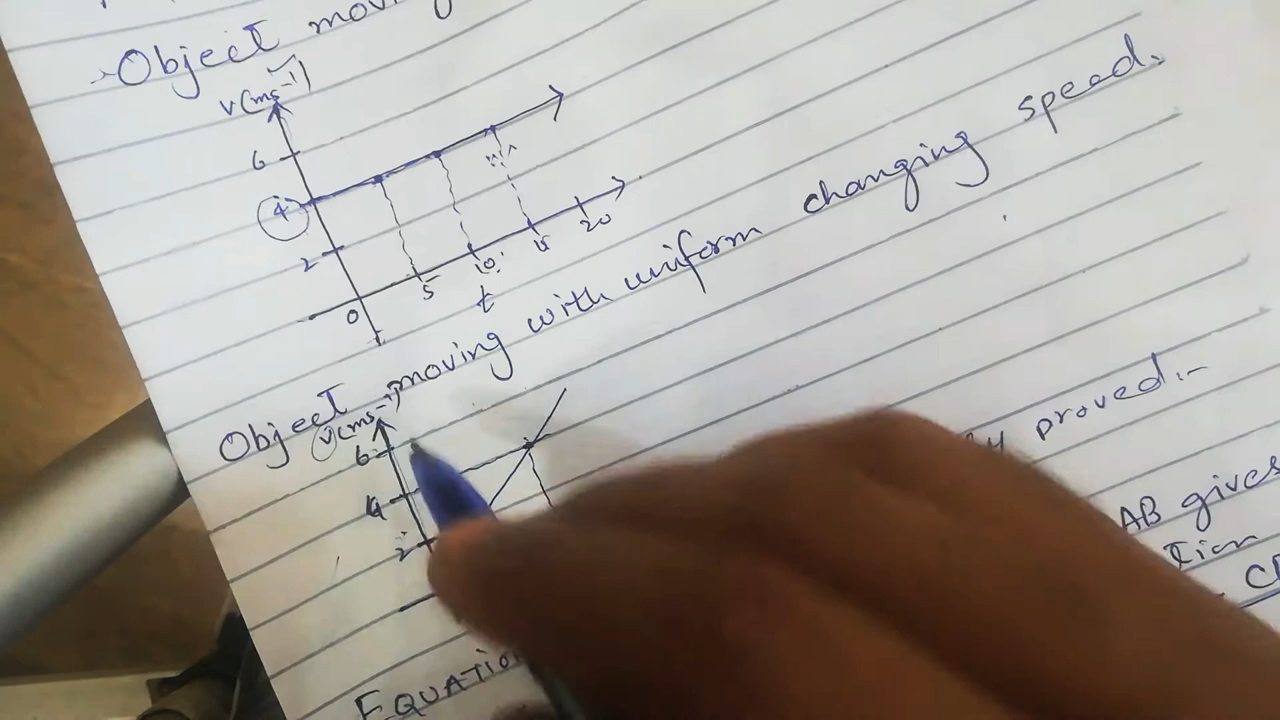 Object moving
v(ms⁻¹)
6
4
2
0
5
10
15
20
t
Object moving with uniform changing speed.
v(ms⁻¹)
6
4
2
proved:-
AB gives
EQUATIO